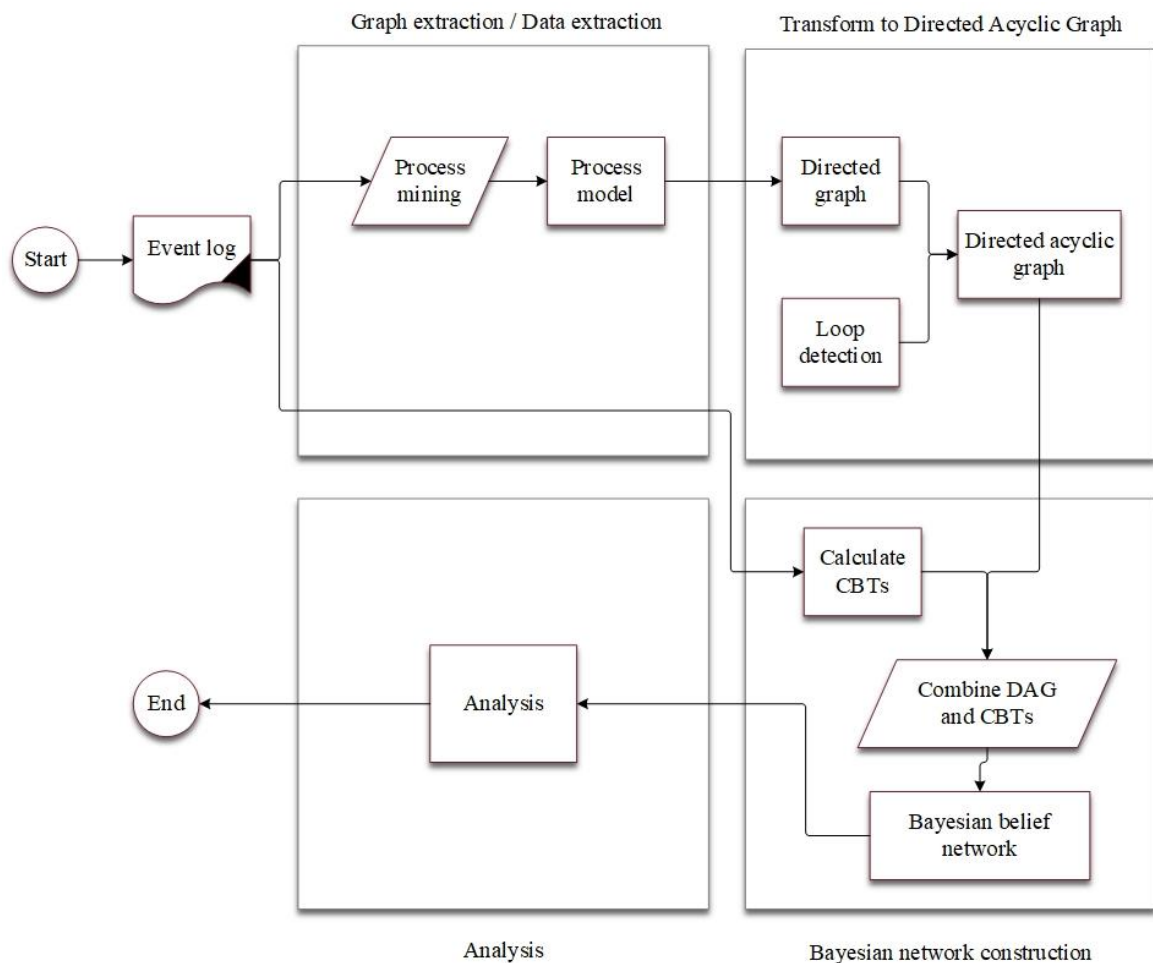 Graph extraction / Data extraction
Transform to Directed Acyclic Graph
Process
mining
Process
model
Directed
graph
Start
Event log
Directed acyclic
graph
Loop
detection
Calculate
CBTs
End
Analysis
Combine DAG
and CBTs
Bayesian belief
network
Analysis
Bayesian network construction